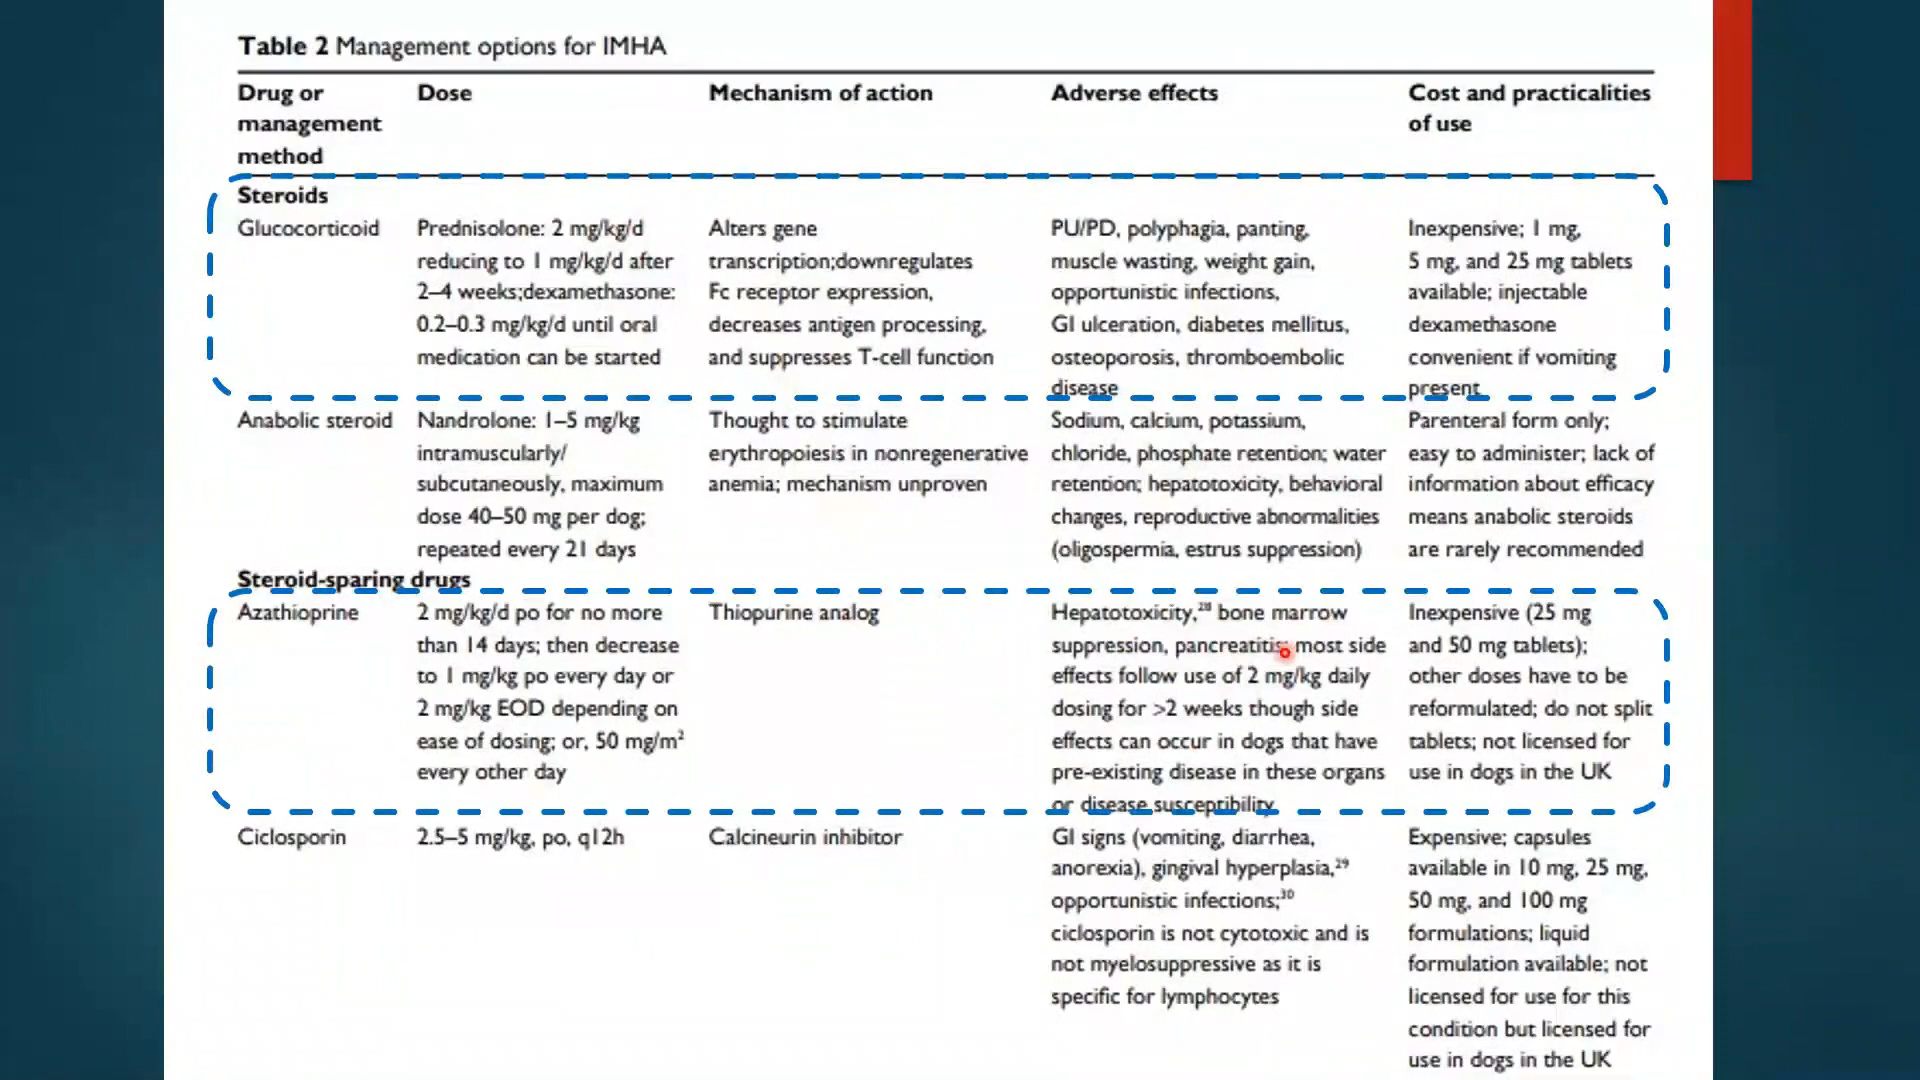 Table 2 Management options for IMHA
Drug or management method	Dose	Mechanism of action	Adverse effects	Cost and practicalities of use
Steroids
Glucocorticoid
Prednisolone: 2 mg/kg/d
reducing to 1 mg/kg/d after
2–4 weeks;dexamethasone:
0.2–0.3 mg/kg/d until oral
medication can be started
Alters gene
transcription;downregulates
Fc receptor expression,
decreases antigen processing,
and suppresses T-cell function
PU/PD, polyphagia, panting,
muscle wasting, weight gain,
opportunistic infections,
GI ulceration, diabetes mellitus,
osteoporosis, thromboembolic
disease
Inexpensive; 1 mg,
5 mg, and 25 mg tablets
available; injectable
dexamethasone
convenient if vomiting
present
Anabolic steroid
Nandrolone: 1–5 mg/kg
intramuscularly/
subcutaneously, maximum
dose 40–50 mg per dog;
repeated every 21 days
Thought to stimulate
erythropoiesis in nonregenerative
anemia; mechanism unproven
Sodium, calcium, potassium,
chloride, phosphate retention; water
retention; hepatotoxicity, behavioral
changes, reproductive abnormalities
(oligospermia, estrus suppression)
Parenteral form only;
easy to administer; lack of
information about efficacy
means anabolic steroids
are rarely recommended
Steroid-sparing drugs
Azathioprine
2 mg/kg/d po for no more
than 14 days; then decrease
to 1 mg/kg po every day or
2 mg/kg EOD depending on
ease of dosing; or, 50 mg/m²
every other day
Thiopurine analog
Hepatotoxicity,²⁸ bone marrow
suppression, pancreatitis; most side
effects follow use of 2 mg/kg daily
dosing for >2 weeks though side
effects can occur in dogs that have
pre-existing disease in these organs
or disease susceptibility
Inexpensive (25 mg
and 50 mg tablets);
other doses have to be
reformulated; do not split
tablets; not licensed for
use in dogs in the UK
Ciclosporin
2.5–5 mg/kg, po, q12h
Calcineurin inhibitor
GI signs (vomiting, diarrhea,
anorexia), gingival hyperplasia,²⁹
opportunistic infections;³⁰
ciclosporin is not cytotoxic and is
not myelosuppressive as it is
specific for lymphocytes
Expensive; capsules
available in 10 mg, 25 mg,
50 mg, and 100 mg
formulations; liquid
formulation available; not
licensed for use for this
condition but licensed for
use in dogs in the UK